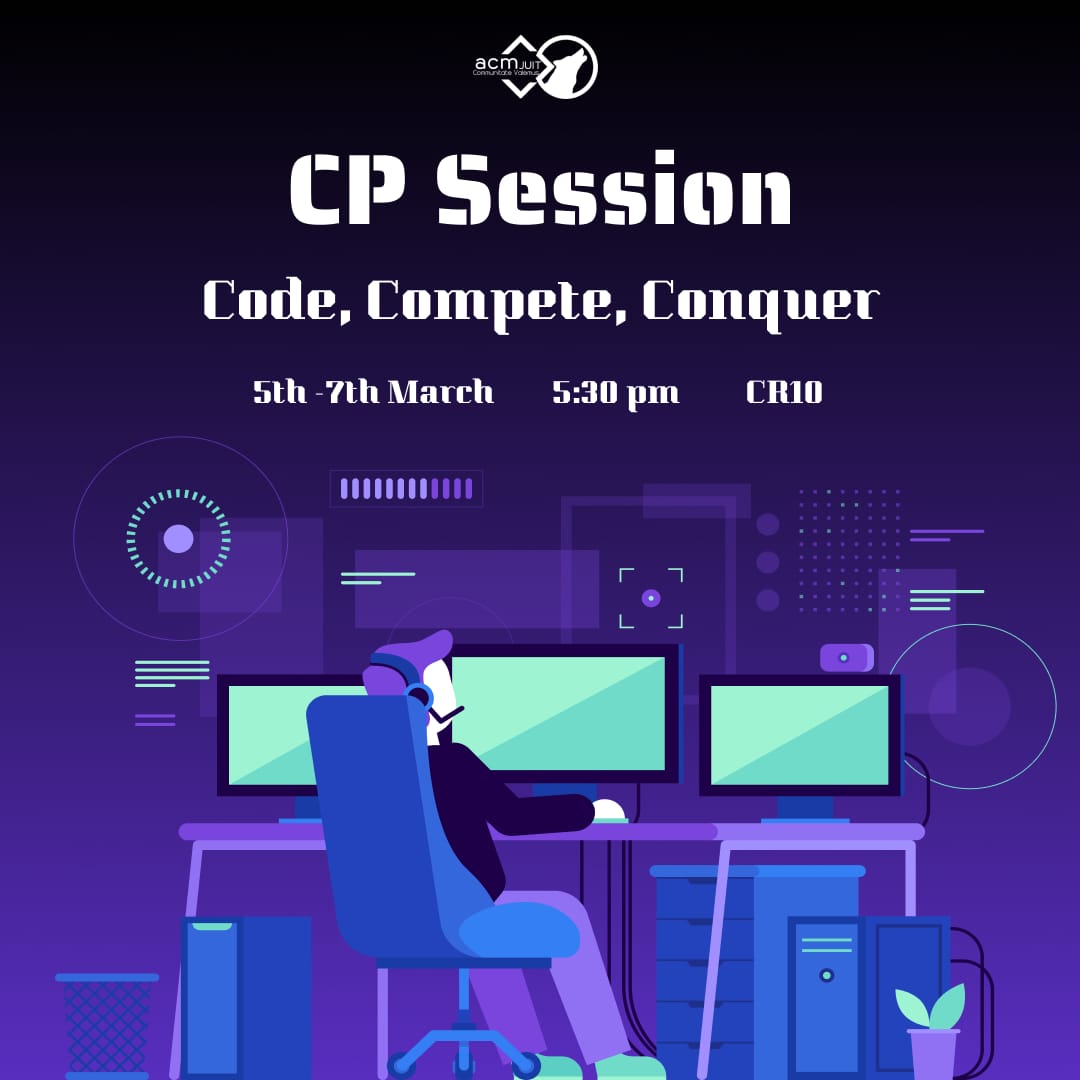 acm JUIT
Communitate Valemus
CP Session
Code, Compete, Conquer
5th -7th March 5:30 pm CR10